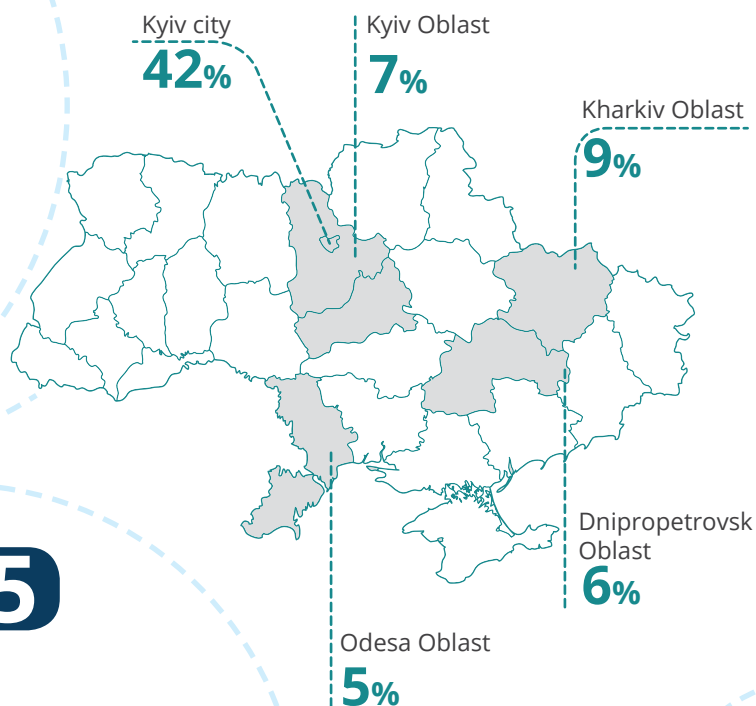 Kyiv city
42%
Kyiv Oblast
7%
Kharkiv Oblast
9%
Dnipropetrovsk
Oblast
6%
5
Odesa Oblast
5%